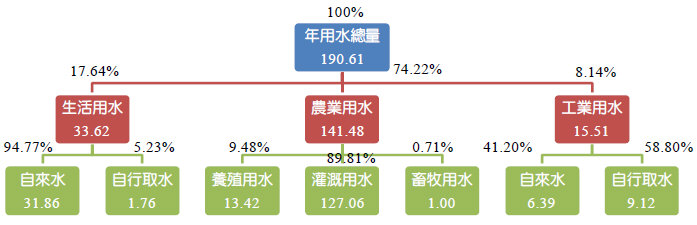 100%
年用水總量
190.61
17.64%
74.22%
8.14%
生活用水
33.62
農業用水
141.48
工業用水
15.51
94.77%
5.23%
9.48%
89.81%
0.71%
41.20%
58.80%
自來水
31.86
自行取水
1.76
養殖用水
13.42
灌溉用水
127.06
畜牧用水
1.00
自來水
6.39
自行取水
9.12